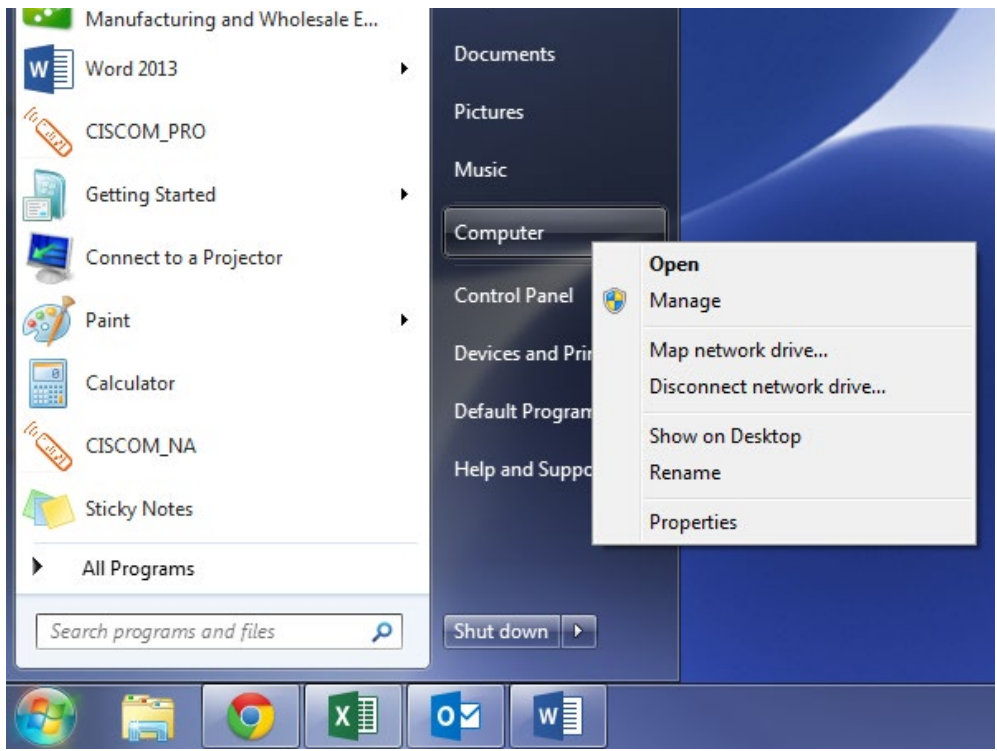 Manufacturing and Wholesale E...
Word 2013
CISCOM_PRO
Getting Started
Connect to a Projector
Paint
Calculator
CISCOM_NA
Sticky Notes
All Programs
Search programs and files
Documents
Pictures
Music
Computer
Control Panel
Devices and Prin
Default Program
Help and Suppo
Shut down
Open
Manage
Map network drive...
Disconnect network drive...
Show on Desktop
Rename
Properties